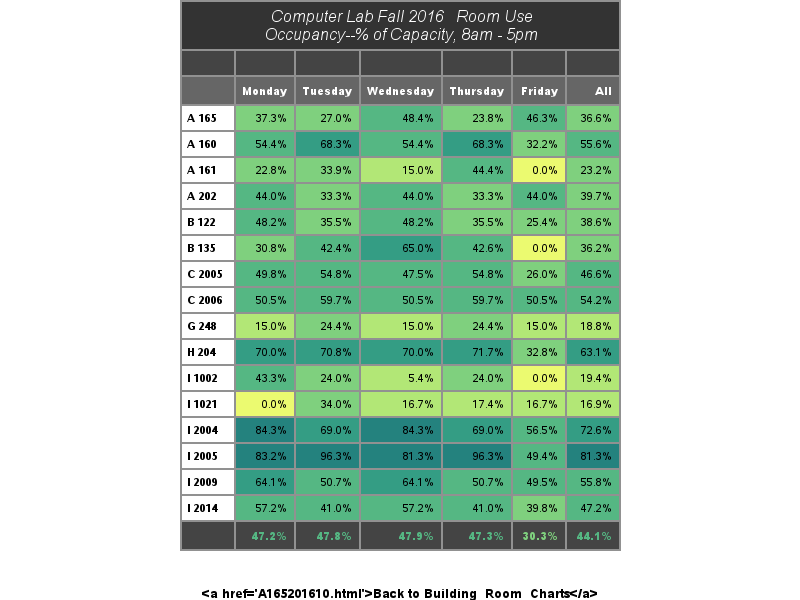 Computer Lab Fall 2016 Room Use
Occupancy--% of Capacity, 8am - 5pm
Monday Tuesday Wednesday Thursday Friday All
A 165 37.3% 27.0% 48.4% 23.8% 46.3% 36.6%
A 160 54.4% 68.3% 54.4% 68.3% 32.2% 55.6%
A 161 22.8% 33.9% 15.0% 44.4% 0.0% 23.2%
A 202 44.0% 33.3% 44.0% 33.3% 44.0% 39.7%
B 122 48.2% 35.5% 48.2% 35.5% 25.4% 38.6%
B 135 30.8% 42.4% 65.0% 42.6% 0.0% 36.2%
C 2005 49.8% 54.8% 47.5% 54.8% 26.0% 46.6%
C 2006 50.5% 59.7% 50.5% 59.7% 50.5% 54.2%
G 248 15.0% 24.4% 15.0% 24.4% 15.0% 18.8%
H 204 70.0% 70.8% 70.0% 71.7% 32.8% 63.1%
I 1002 43.3% 24.0% 5.4% 24.0% 0.0% 19.4%
I 1021 0.0% 34.0% 16.7% 17.4% 16.7% 16.9%
I 2004 84.3% 69.0% 84.3% 69.0% 56.5% 72.6%
I 2005 83.2% 96.3% 81.3% 96.3% 49.4% 81.3%
I 2009 64.1% 50.7% 64.1% 50.7% 49.5% 55.8%
I 2014 57.2% 41.0% 57.2% 41.0% 39.8% 47.2%
47.2% 47.8% 47.9% 47.3% 30.3% 44.1%
<a href='A165201610.html'>Back to Building_Room_Charts</a>